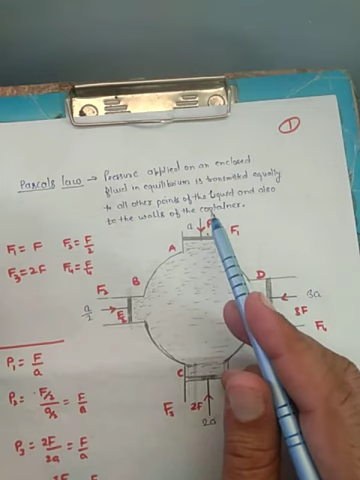 1
Pascals law → Pressure applied on an enclosed
fluid in equilibrium is transmitted equally
to all other points of the liquid and also
to the walls of the container.
F₁ = F F₂ = F/2
F₃ = 2F
a F₁
A
F₂ B D
a/2 3a
3F
F₄
C
F₃ 2F
2a
P₁ = F/a
P₂ = F/2 / a/2 = F/a
P₃ = 2F/2a = F/a